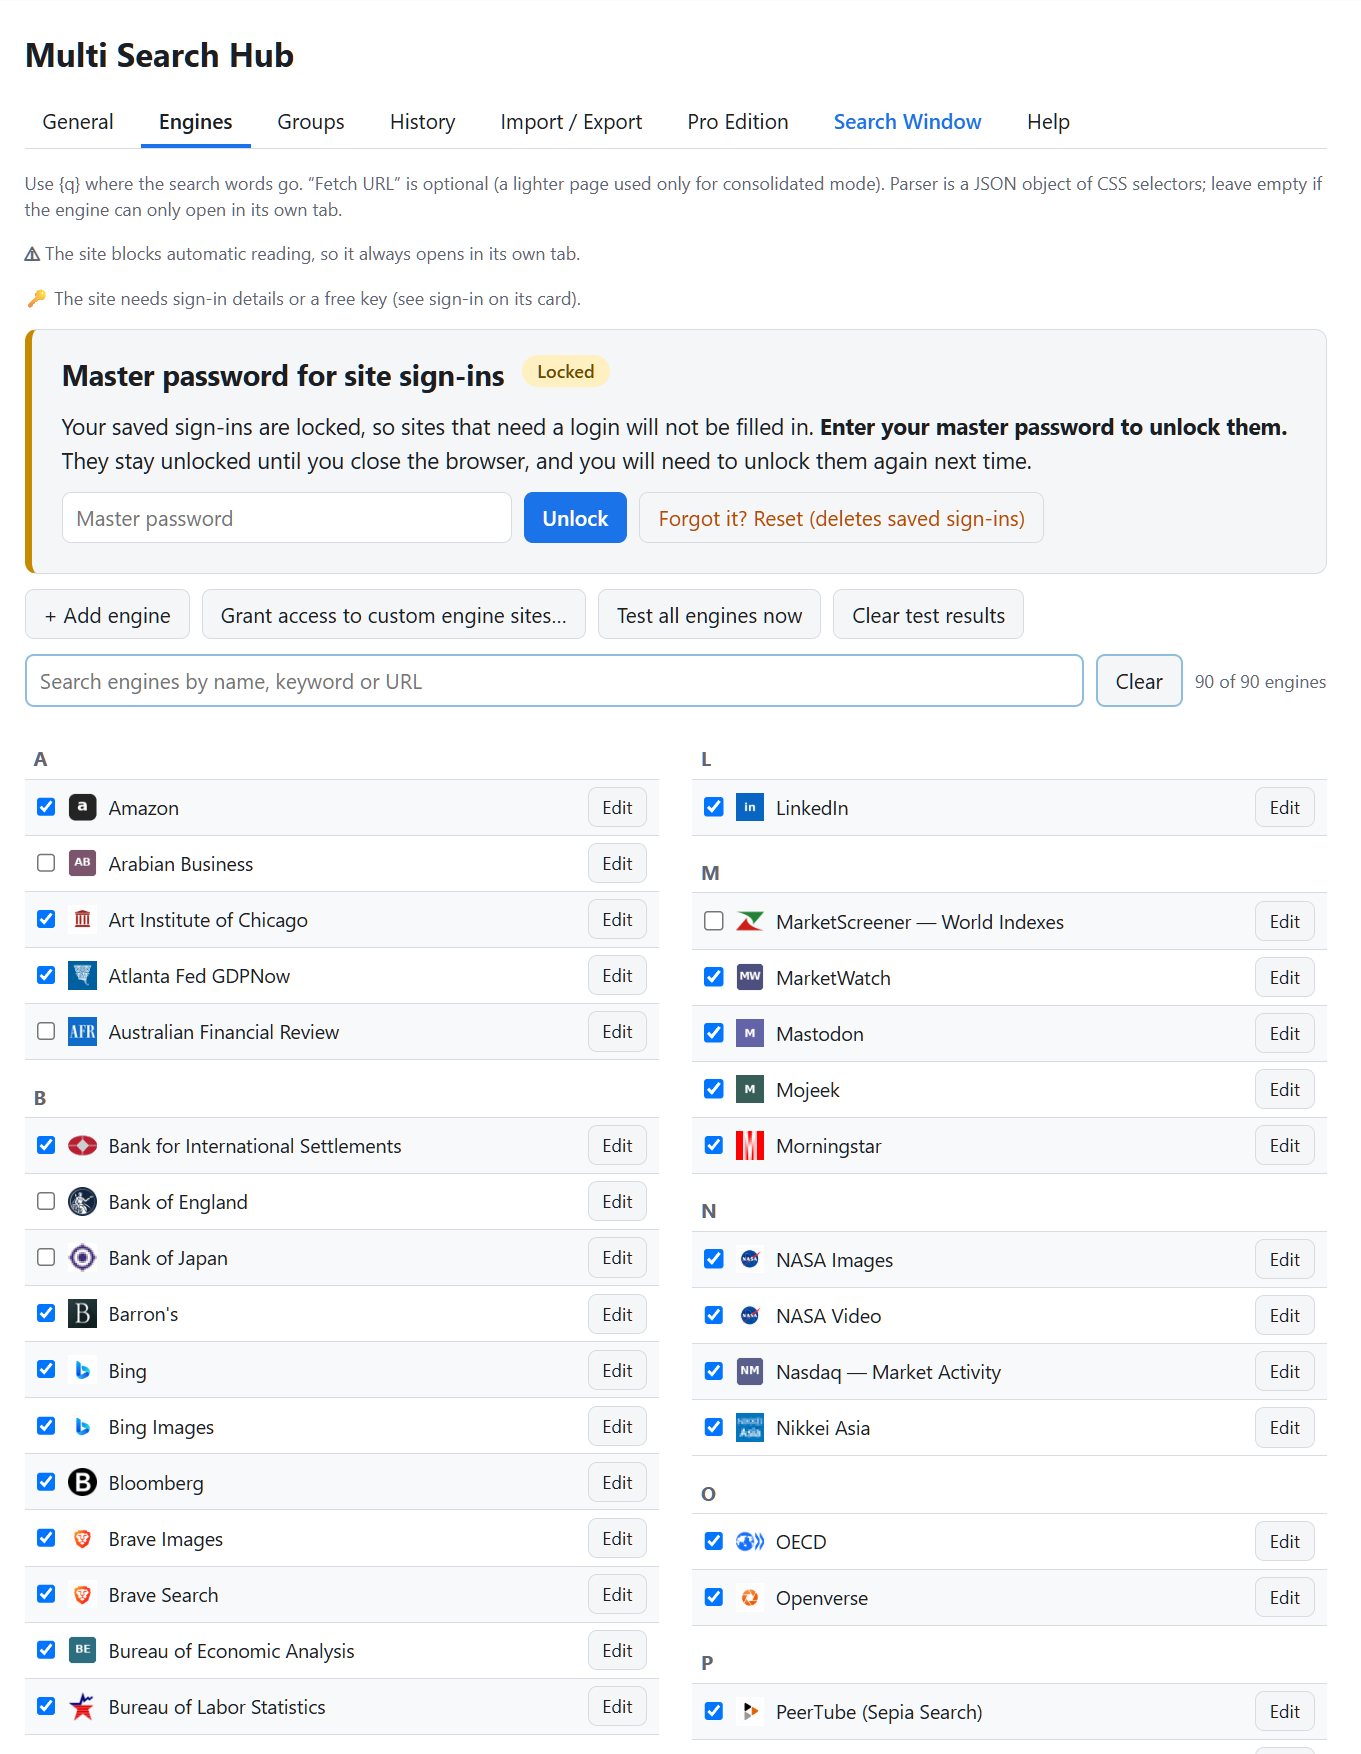 Multi Search Hub
General Engines Groups History Import / Export Pro Edition Search Window Help
Use {q} where the search words go. “Fetch URL” is optional (a lighter page used only for consolidated mode). Parser is a JSON object of CSS selectors; leave empty if
the engine can only open in its own tab.
⚠ The site blocks automatic reading, so it always opens in its own tab.
🔑 The site needs sign-in details or a free key (see sign-in on its card).
Master password for site sign-ins Locked
Your saved sign-ins are locked, so sites that need a login will not be filled in. Enter your master password to unlock them.
They stay unlocked until you close the browser, and you will need to unlock them again next time.
Master password Unlock Forgot it? Reset (deletes saved sign-ins)
+ Add engine Grant access to custom engine sites... Test all engines now Clear test results
Search engines by name, keyword or URL Clear 90 of 90 engines
A
a Amazon Edit
AB Arabian Business Edit
Art Institute of Chicago Edit
Atlanta Fed GDPNow Edit
AFR Australian Financial Review Edit
B
Bank for International Settlements Edit
Bank of England Edit
Bank of Japan Edit
B Barron's Edit
Bing Edit
Bing Images Edit
B Bloomberg Edit
Brave Images Edit
Brave Search Edit
BE Bureau of Economic Analysis Edit
Bureau of Labor Statistics Edit
L
in LinkedIn Edit
M
MarketScreener — World Indexes Edit
MW MarketWatch Edit
M Mastodon Edit
M Mojeek Edit
M Morningstar Edit
N
NASA NASA Images Edit
NASA NASA Video Edit
NM Nasdaq — Market Activity Edit
NIKKEI Asia Nikkei Asia Edit
O
OECD Edit
Openverse Edit
P
PeerTube (Sepia Search) Edit